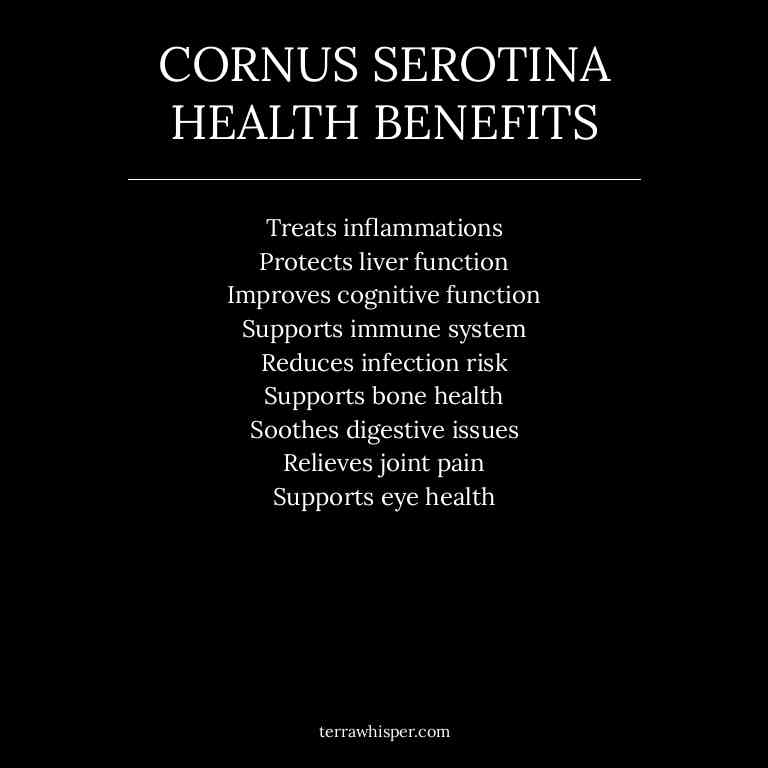 CORNUS SEROTINA
HEALTH BENEFITS
Treats inflammations
Protects liver function
Improves cognitive function
Supports immune system
Reduces infection risk
Supports bone health
Soothes digestive issues
Relieves joint pain
Supports eye health
terrawhisper.com